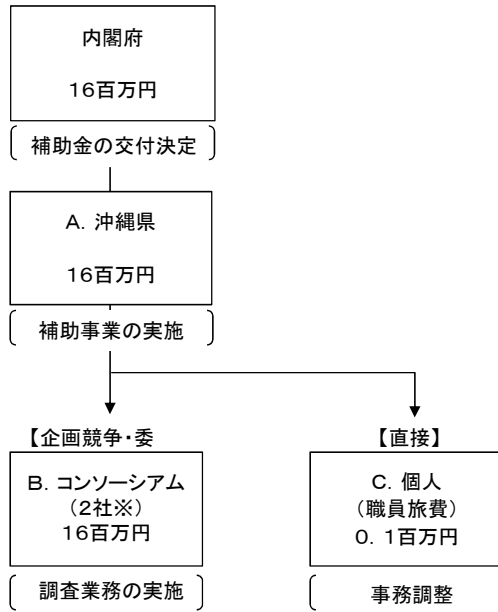 内閣府
16百万円
補助金の交付決定
A. 沖縄県
16百万円
補助事業の実施
【企画競争・委
【直接】
B. コンソーシアム
(2社※)
16百万円
調査業務の実施
C. 個人
(職員旅費)
0. 1百万円
事務調整